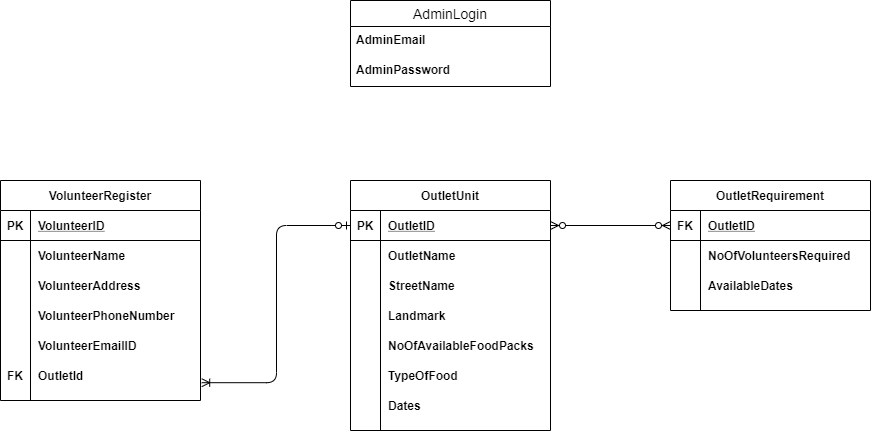 AdminLogin
AdminEmail
AdminPassword
VolunteerRegister
PK VolunteerID
VolunteerName
VolunteerAddress
VolunteerPhoneNumber
VolunteerEmailID
FK OutletId
OutletUnit
PK OutletID
OutletName
StreetName
Landmark
NoOfAvailableFoodPacks
TypeOfFood
Dates
OutletRequirement
FK OutletID
NoOfVolunteersRequired
AvailableDates